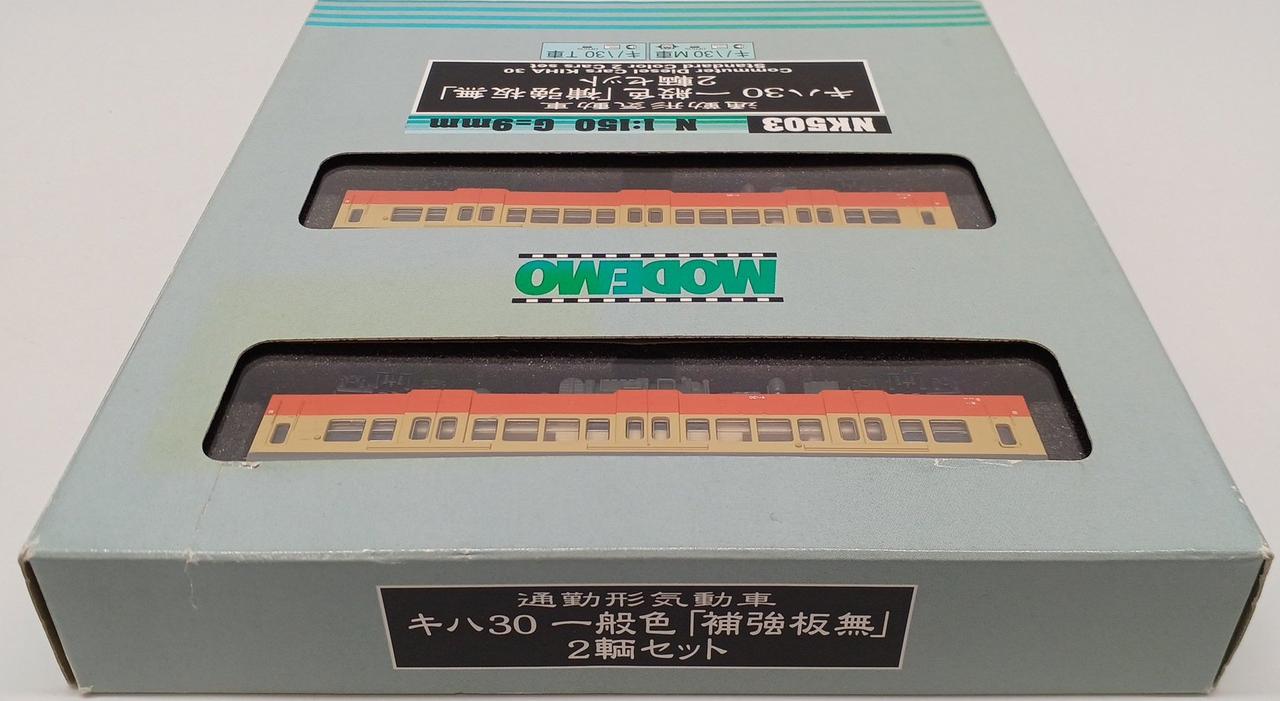 MODEMO
NK503 N 1:150 G=9mm
通勤形気動車
キハ30 一般色「補強板無」
2輌セット
Commuter Diesel Cars KIHA 30
Standard Color 2 Cars set
キハ30 M車 キハ30 T車
通勤形気動車
キハ30 一般色「補強板無」
2輌セット